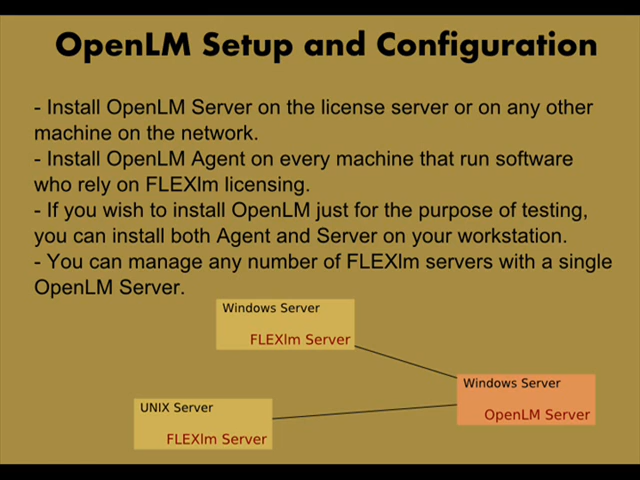 OpenLM Setup and Configuration
- Install OpenLM Server on the license server or on any other
machine on the network.
- Install OpenLM Agent on every machine that run software
who rely on FLEXlm licensing.
- If you wish to install OpenLM just for the purpose of testing,
you can install both Agent and Server on your workstation.
- You can manage any number of FLEXlm servers with a single
OpenLM Server.
Windows Server
FLEXlm Server
Windows Server
OpenLM Server
UNIX Server
FLEXlm Server